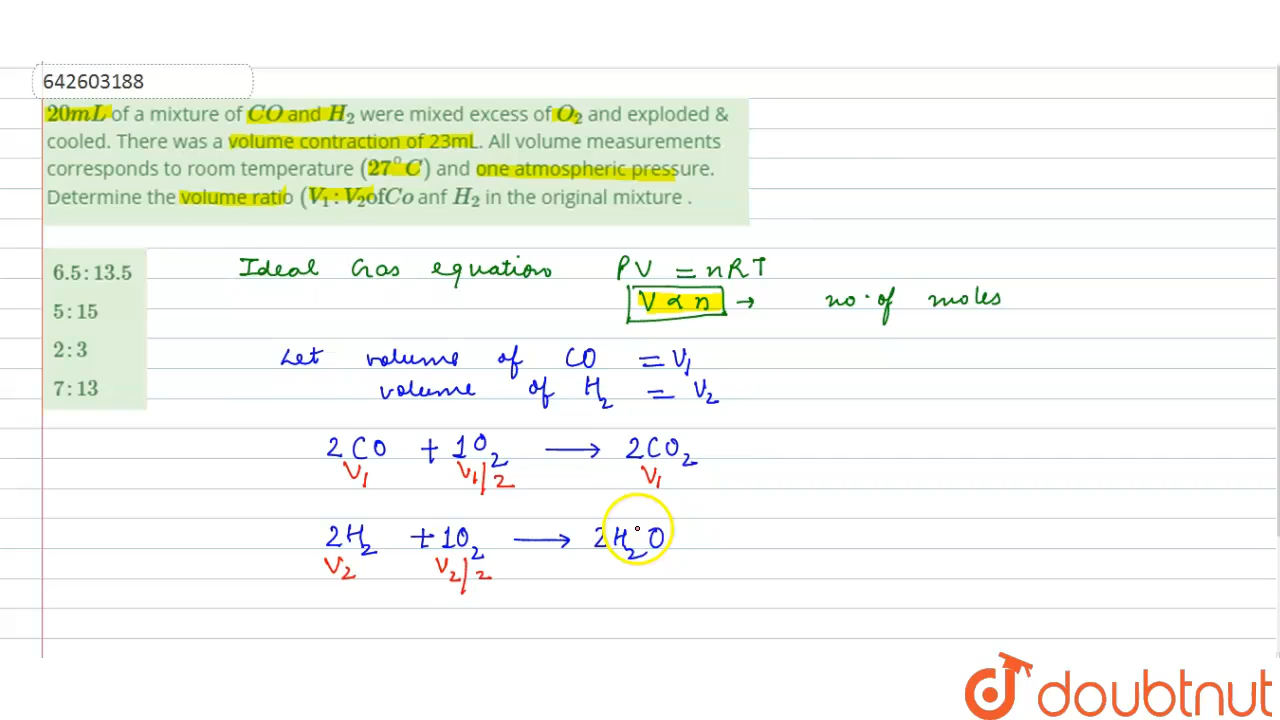 642603188
20mL of a mixture of CO and H₂ were mixed excess of O₂ and exploded &
cooled. There was a volume contraction of 23mL. All volume measurements
corresponds to room temperature (27°C) and one atmospheric pressure.
Determine the volume ratio (V₁ : V₂ofCo anf H₂ in the original mixture .
6.5 : 13.5
5 : 15
2 : 3
7 : 13
Ideal Gas equation PV = nRT
V ∝ n → no. of moles
Let volume of CO = V₁
volume of H₂ = V₂
2CO + 1O₂ ⟶ 2CO₂
V₁ V₁/2 V₁
2H₂ + 1O₂ ⟶ 2H₂O
V₂ V₂/2
doubtnut